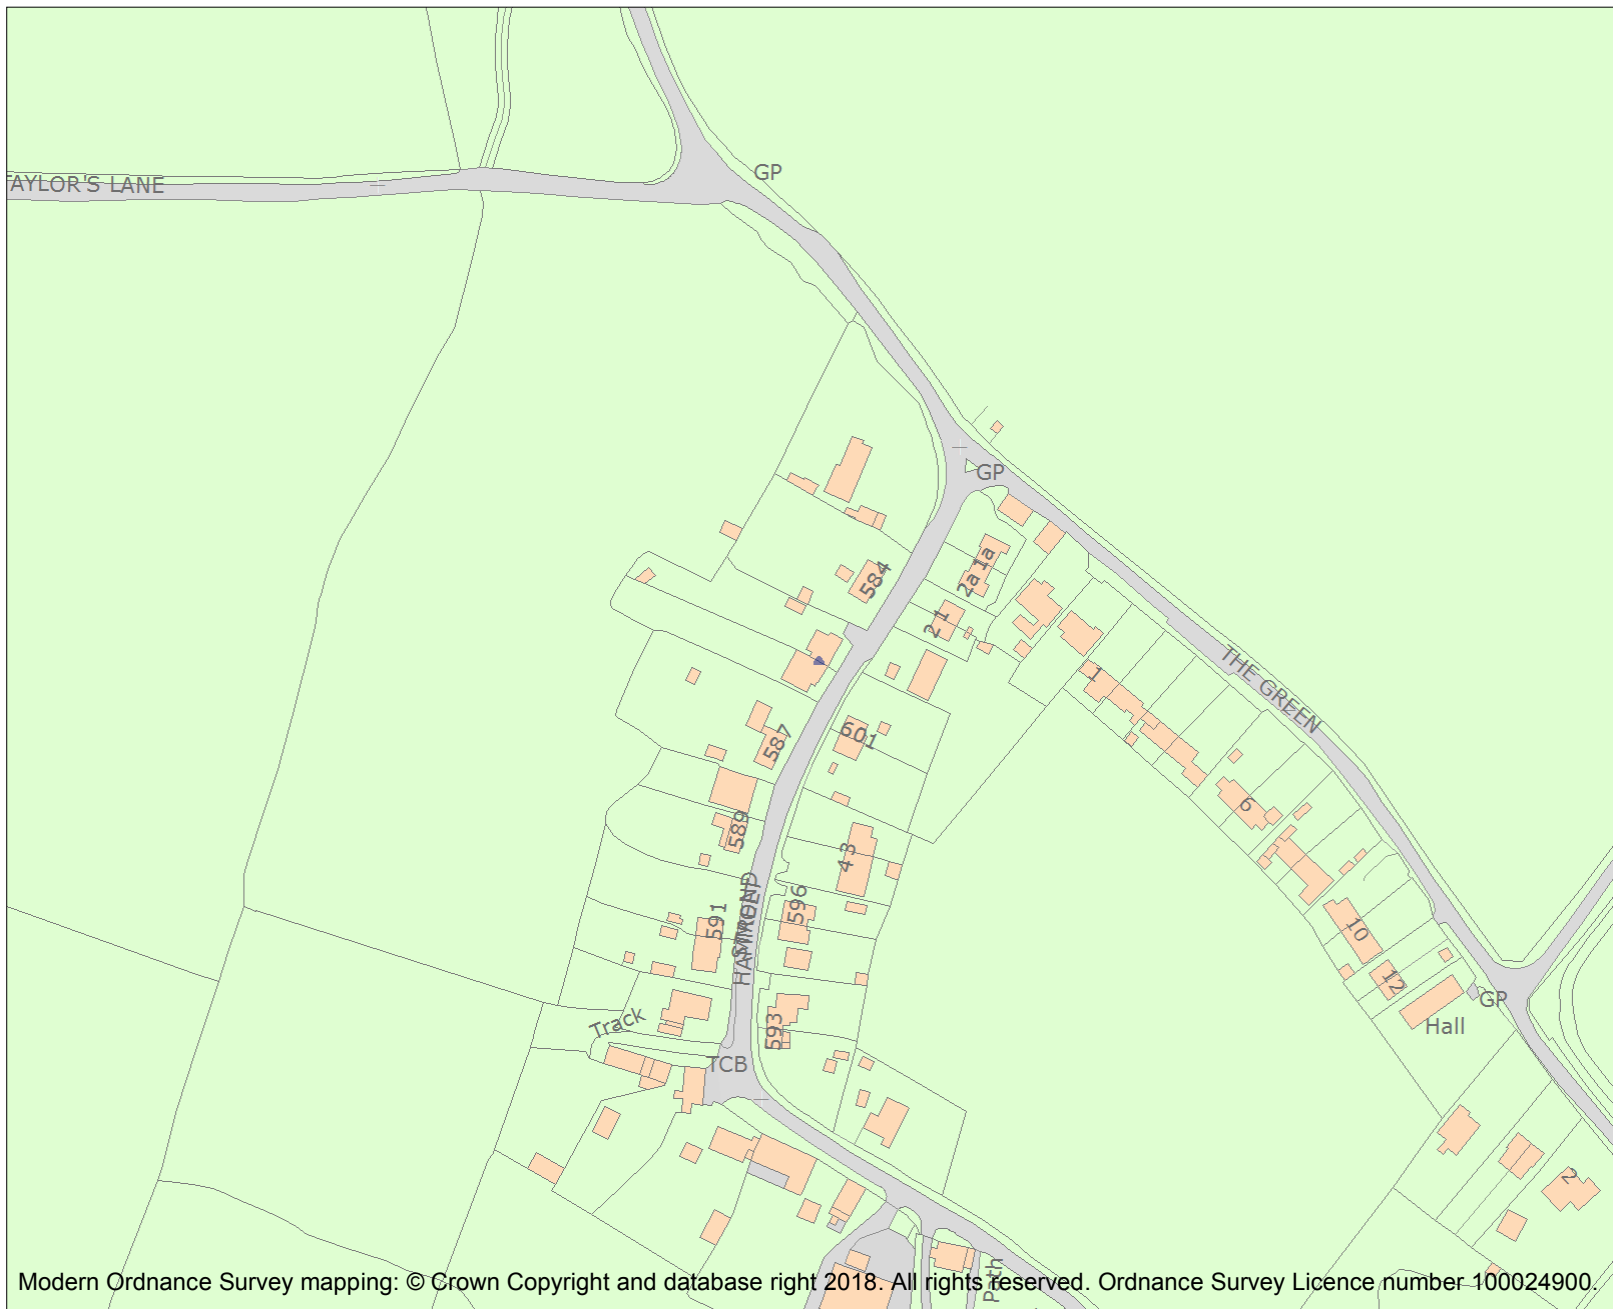 GP
TAYLOR'S LANE
GP
1a
2a
584
1
2
THE GREEN
1
601
587
6
589
4 3
596
591
10
HAMMOND
12
GP
Track
593
Hall
TCB
2
Path
Modern Ordnance Survey mapping: © Crown Copyright and database right 2018. All rights reserved. Ordnance Survey Licence number 100024900.